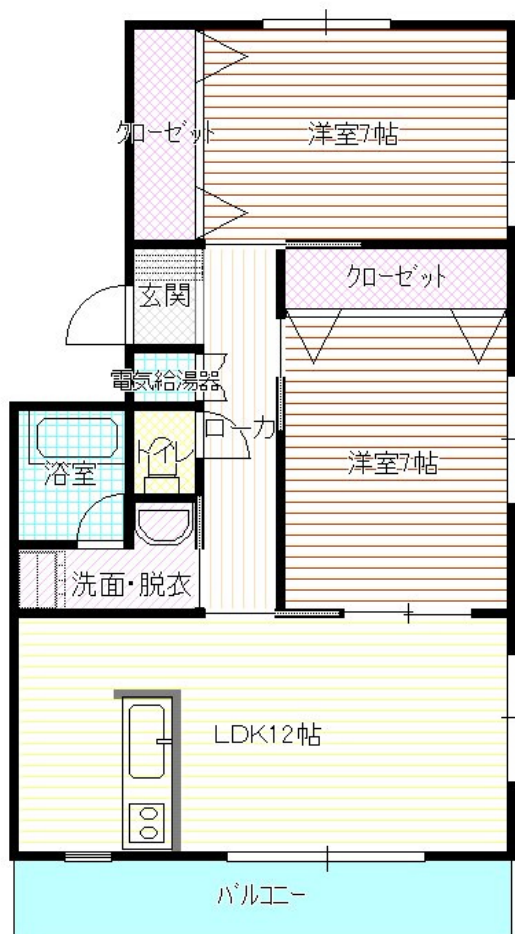 クローゼット
洋室7帖
玄関
クローゼット
電気給湯器
トイレ
ローカ
浴室
洋室7帖
洗面・脱衣
LDK12帖
バルコニー